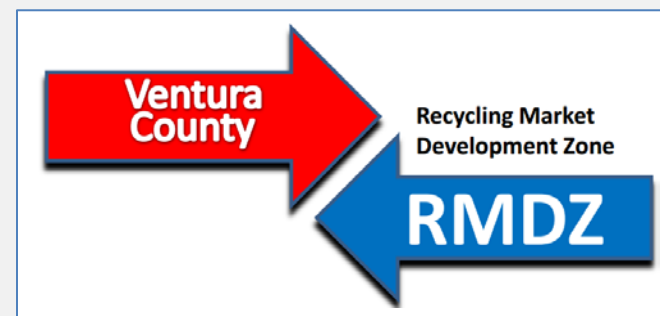 Ventura
County
Recycling Market
Development Zone
RMDZ